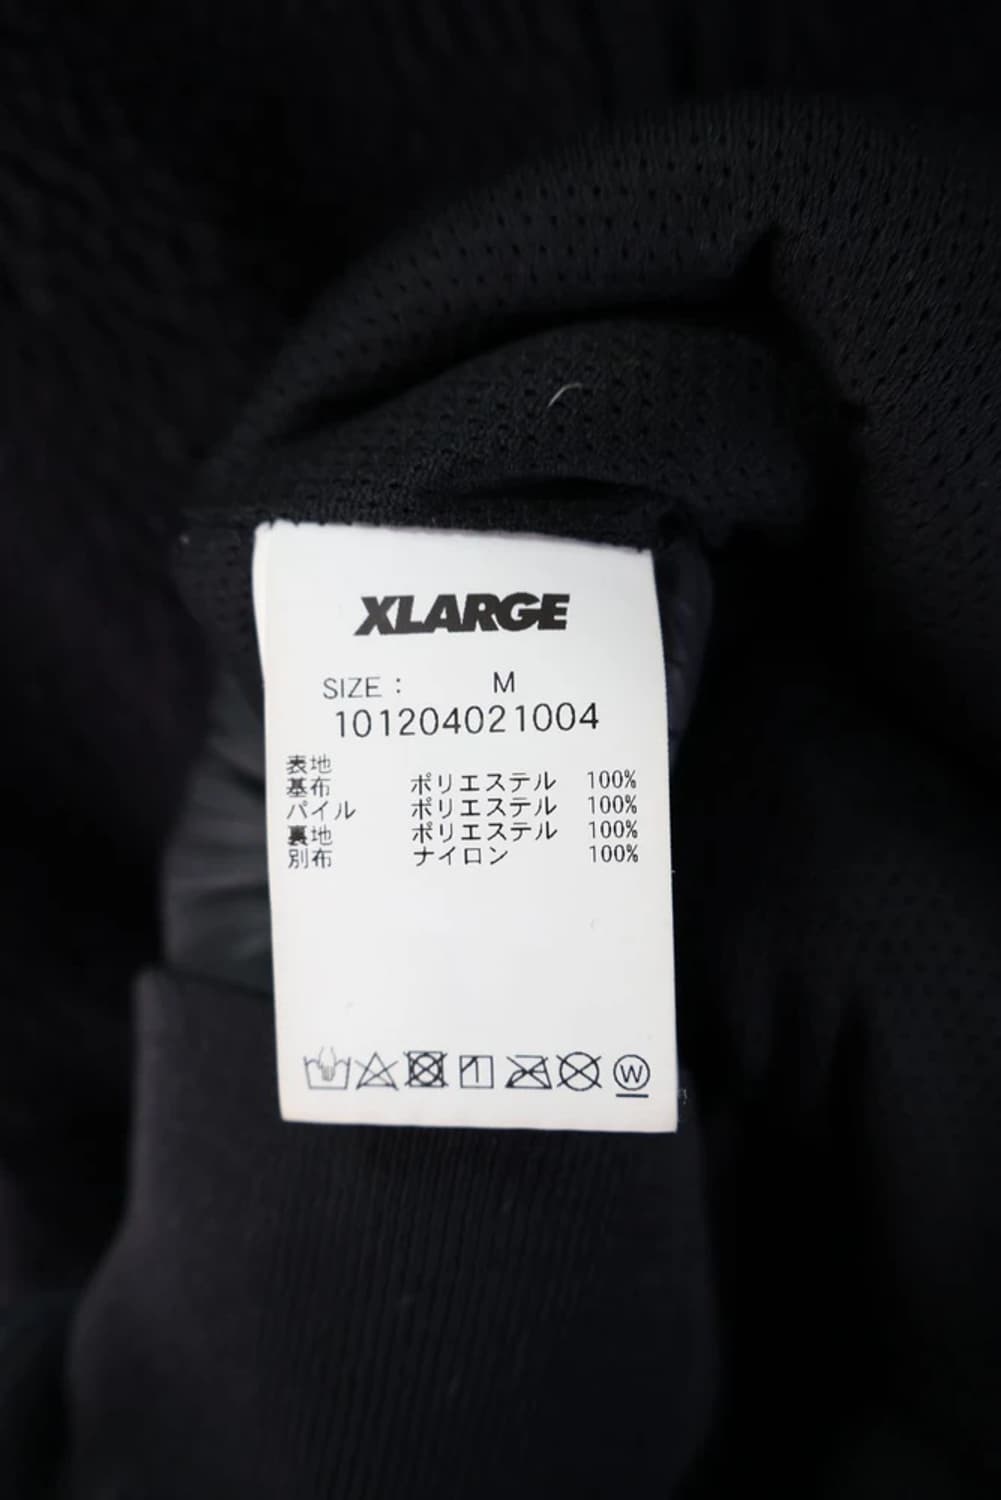 XLARGE
SIZE : M
101204021004
表地
基布 ポリエステル 100%
パイル ポリエステル 100%
裏地 ポリエステル 100%
別布 ナイロン 100%
W